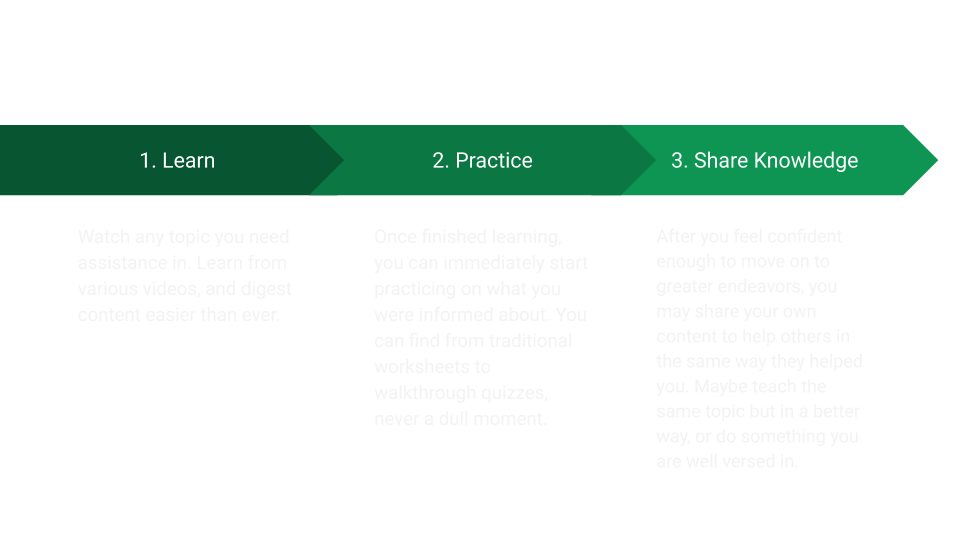 1. Learn
2. Practice
3. Share Knowledge
Watch any topic you need
assistance in. Learn from
various videos, and digest
content easier than ever.
Once finished learning,
you can immediately start
practicing on what you
were informed about. You
can find from traditional
worksheets to
walkthrough quizzes,
never a dull moment.
After you feel confident
enough to move on to
greater endeavors, you
may share your own
content to help others in
the same way they helped
you. Maybe teach the
same topic but in a better
way, or do something you
are well versed in.